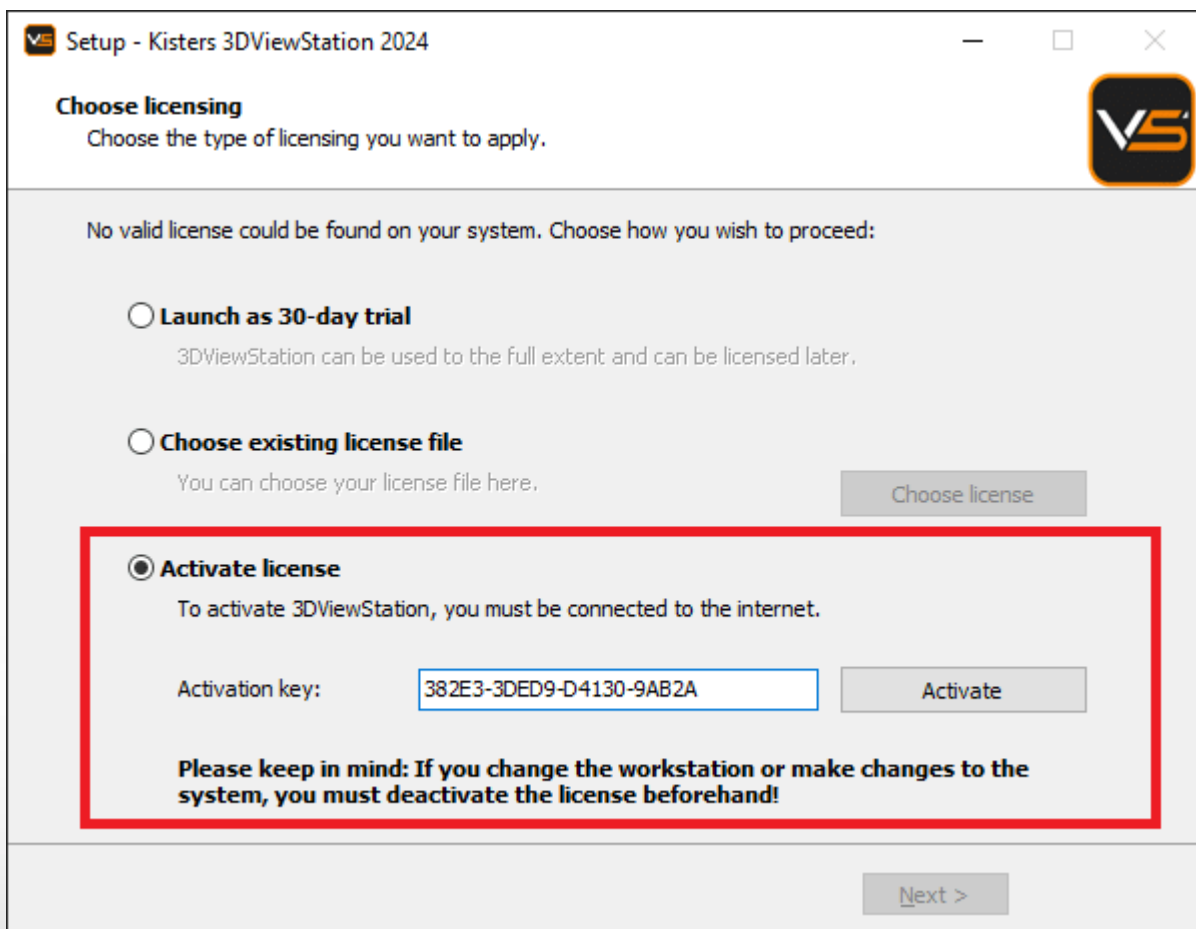 VS Setup - Kisters 3DViewStation 2024
Choose licensing
Choose the type of licensing you want to apply.
VS
No valid license could be found on your system. Choose how you wish to proceed:
Launch as 30-day trial
3DViewStation can be used to the full extent and can be licensed later.
Choose existing license file
You can choose your license file here.
Choose license
Activate license
To activate 3DViewStation, you must be connected to the internet.
Activation key: 382E3-3DED9-D4130-9AB2A Activate
Please keep in mind: If you change the workstation or make changes to the
system, you must deactivate the license beforehand!
Next >